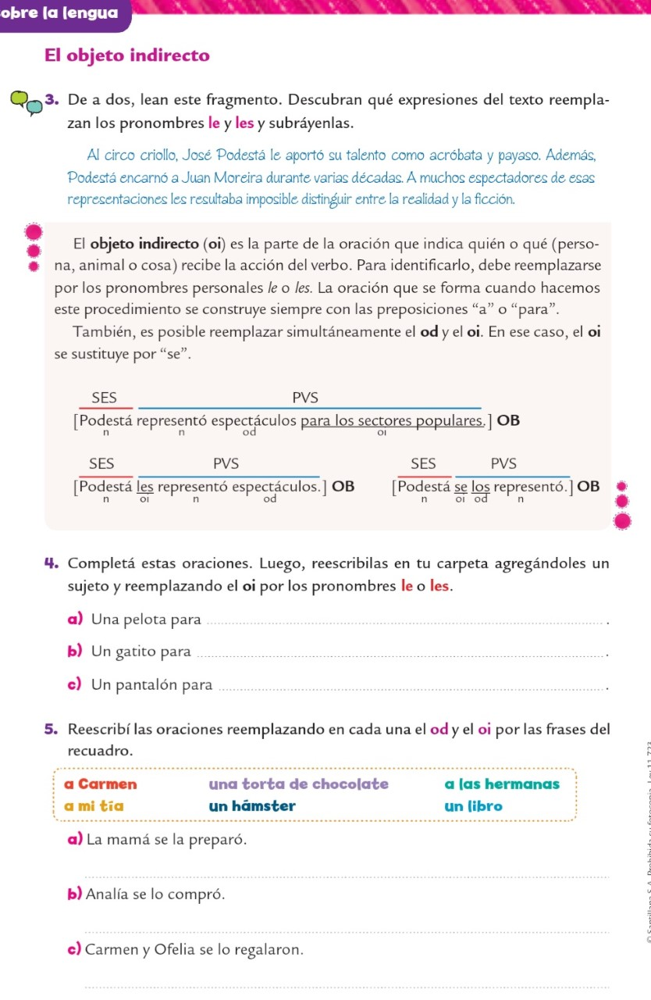 obre la lengua
El objeto indirecto
3. De a dos, lean este fragmento. Descubran qué expresiones del texto reempla-
zan los pronombres le y les y subráyenlas.
Al circo criollo, José Podestá le aportó su talento como acróbata y payaso. Además,
Podestá encarnó a Juan Moreira durante varias décadas. A muchos espectadores de esas
representaciones les resultaba imposible distinguir entre la realidad y la ficción.
El objeto indirecto (oi) es la parte de la oración que indica quién o qué (perso-
na, animal o cosa) recibe la acción del verbo. Para identificarlo, debe reemplazarse
por los pronombres personales le o les. La oración que se forma cuando hacemos
este procedimiento se construye siempre con las preposiciones “a” o “para”.
También, es posible reemplazar simultáneamente el od y el oi. En ese caso, el oi
se sustituye por “se”.
SES PVS
[Podestá representó espectáculos para los sectores populares.] OB
n n od oi
SES PVS SES PVS
[Podestá les representó espectáculos.] OB [Podestá se los representó.] OB
n oi n od n oi od n
4. Completá estas oraciones. Luego, reescribilas en tu carpeta agregándoles un
sujeto y reemplazando el oi por los pronombres le o les.
a) Una pelota para .
b) Un gatito para .
c) Un pantalón para .
5. Reescribí las oraciones reemplazando en cada una el od y el oi por las frases del
recuadro.
a Carmen una torta de chocolate a las hermanas
a mi tía un hámster un libro
a) La mamá se la preparó.
b) Analía se lo compró.
c) Carmen y Ofelia se lo regalaron.
© Santillana S.A. Prohibida su fotocopia. Ley 11.723